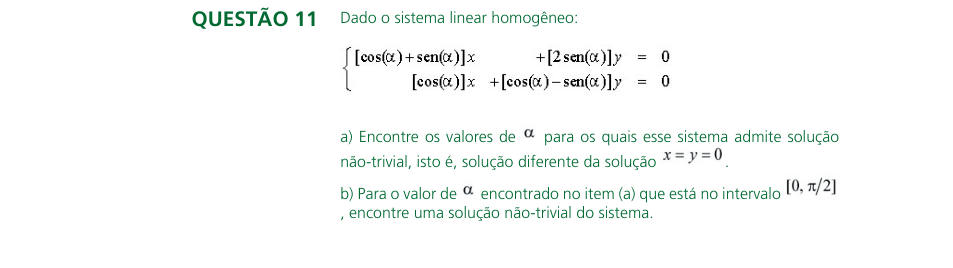 QUESTÃO 11 Dado o sistema linear homogêneo:
[cos(α)+sen(α)]x +[2sen(α)]y = 0
[cos(α)]x +[cos(α)−sen(α)]y = 0
a) Encontre os valores de α para os quais esse sistema admite solução
não-trivial, isto é, solução diferente da solução x = y = 0 .
b) Para o valor de α encontrado no item (a) que está no intervalo [0, π/2]
, encontre uma solução não-trivial do sistema.